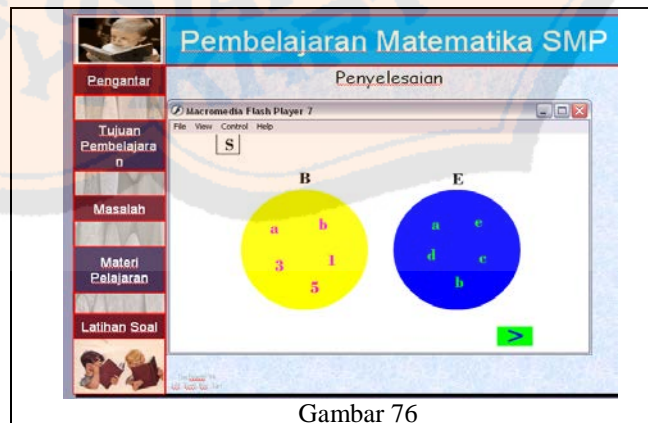 Pembelajaran Matematika SMP
Pengantar
Penyelesaian
Macromedia Flash Player 7
File View Control Help
Tujuan
Pembelajara
n
S
B E
a b
3 1
5
a e
d c
b
Masalah
Materi
Pelajaran
Latihan Soal
>
Gambar 76